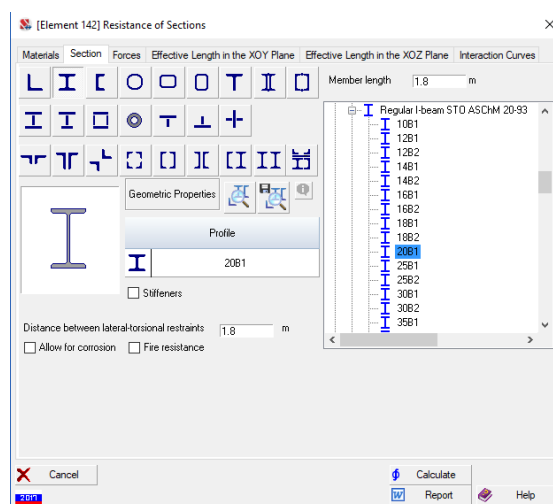 [Element 142] Resistance of Sections
Materials Section Forces Effective Length in the XOY Plane Effective Length in the XOZ Plane Interaction Curves
Member length 1.8 m
Regular I-beam STO ASChM 20-93
10B1
12B1
12B2
14B1
14B2
16B1
16B2
18B1
18B2
20B1
25B1
25B2
30B1
30B2
35B1
Geometric Properties
Profile
20B1
Stiffeners
Distance between lateral-torsional restraints 1.8 m
Allow for corrosion Fire resistance
Cancel Calculate
2017 Report Help